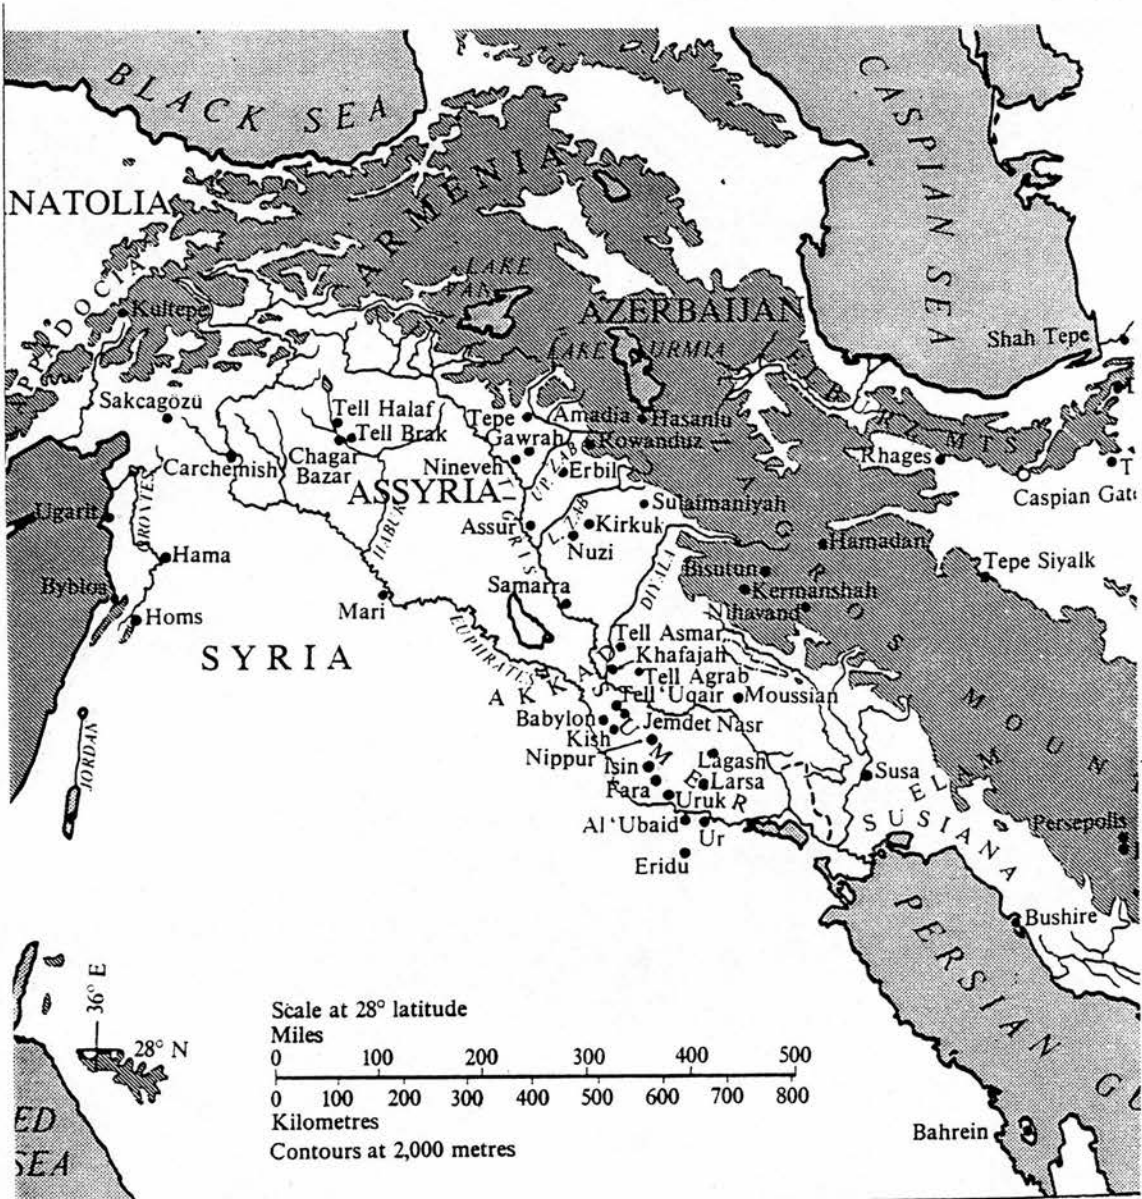 BLACK SEA
CASPIAN SEA
NATOLIA
ARMENIA
PPADOCIA
Kultepe
LAKE
VAN
AZERBAIJAN
LAKE URMIA
Shah Tepe
ELBURZ MTS
Sakcagözü
Tell Halaf
Tell Brak
Tepe
Gawrah
Amadia
Hasanlu
Rowanduz
Carchemish
Chagar
Bazar
Nineveh
UP. ZAB
Erbil
Rhages
T
T
Caspian Gat
ASSYRIA
Sulaimaniyah
Ugarit
ORONTES
HABUR
TIGRIS
Assur
L. ZAB
Kirkuk
Nuzi
ZAGROS MOUN
Hamadan
Hama
Tepe Siyalk
Byblos
Bisutun
Kermanshah
Nihavand
Samarra
DIYALA
Mari
Homs
EUPHRATES
SYRIA
Tell Asmar
Khafajah
Tell Agrab
AKKAD
Tell 'Uqair
Moussian
Babylon
Jemdet Nasr
Kish
SUMER
JORDAN
Nippur
Lagash
Isin
Larsa
Susa
Fara
Uruk
ELAM
SUSIANA
Persepolis
Al 'Ubaid
Ur
Eridu
Bushire
PERSIAN GU
36° E
28° N
Scale at 28° latitude
Miles
0 100 200 300 400 500
0 100 200 300 400 500 600 700 800
Kilometres
Contours at 2,000 metres
ED
SEA
Bahrein